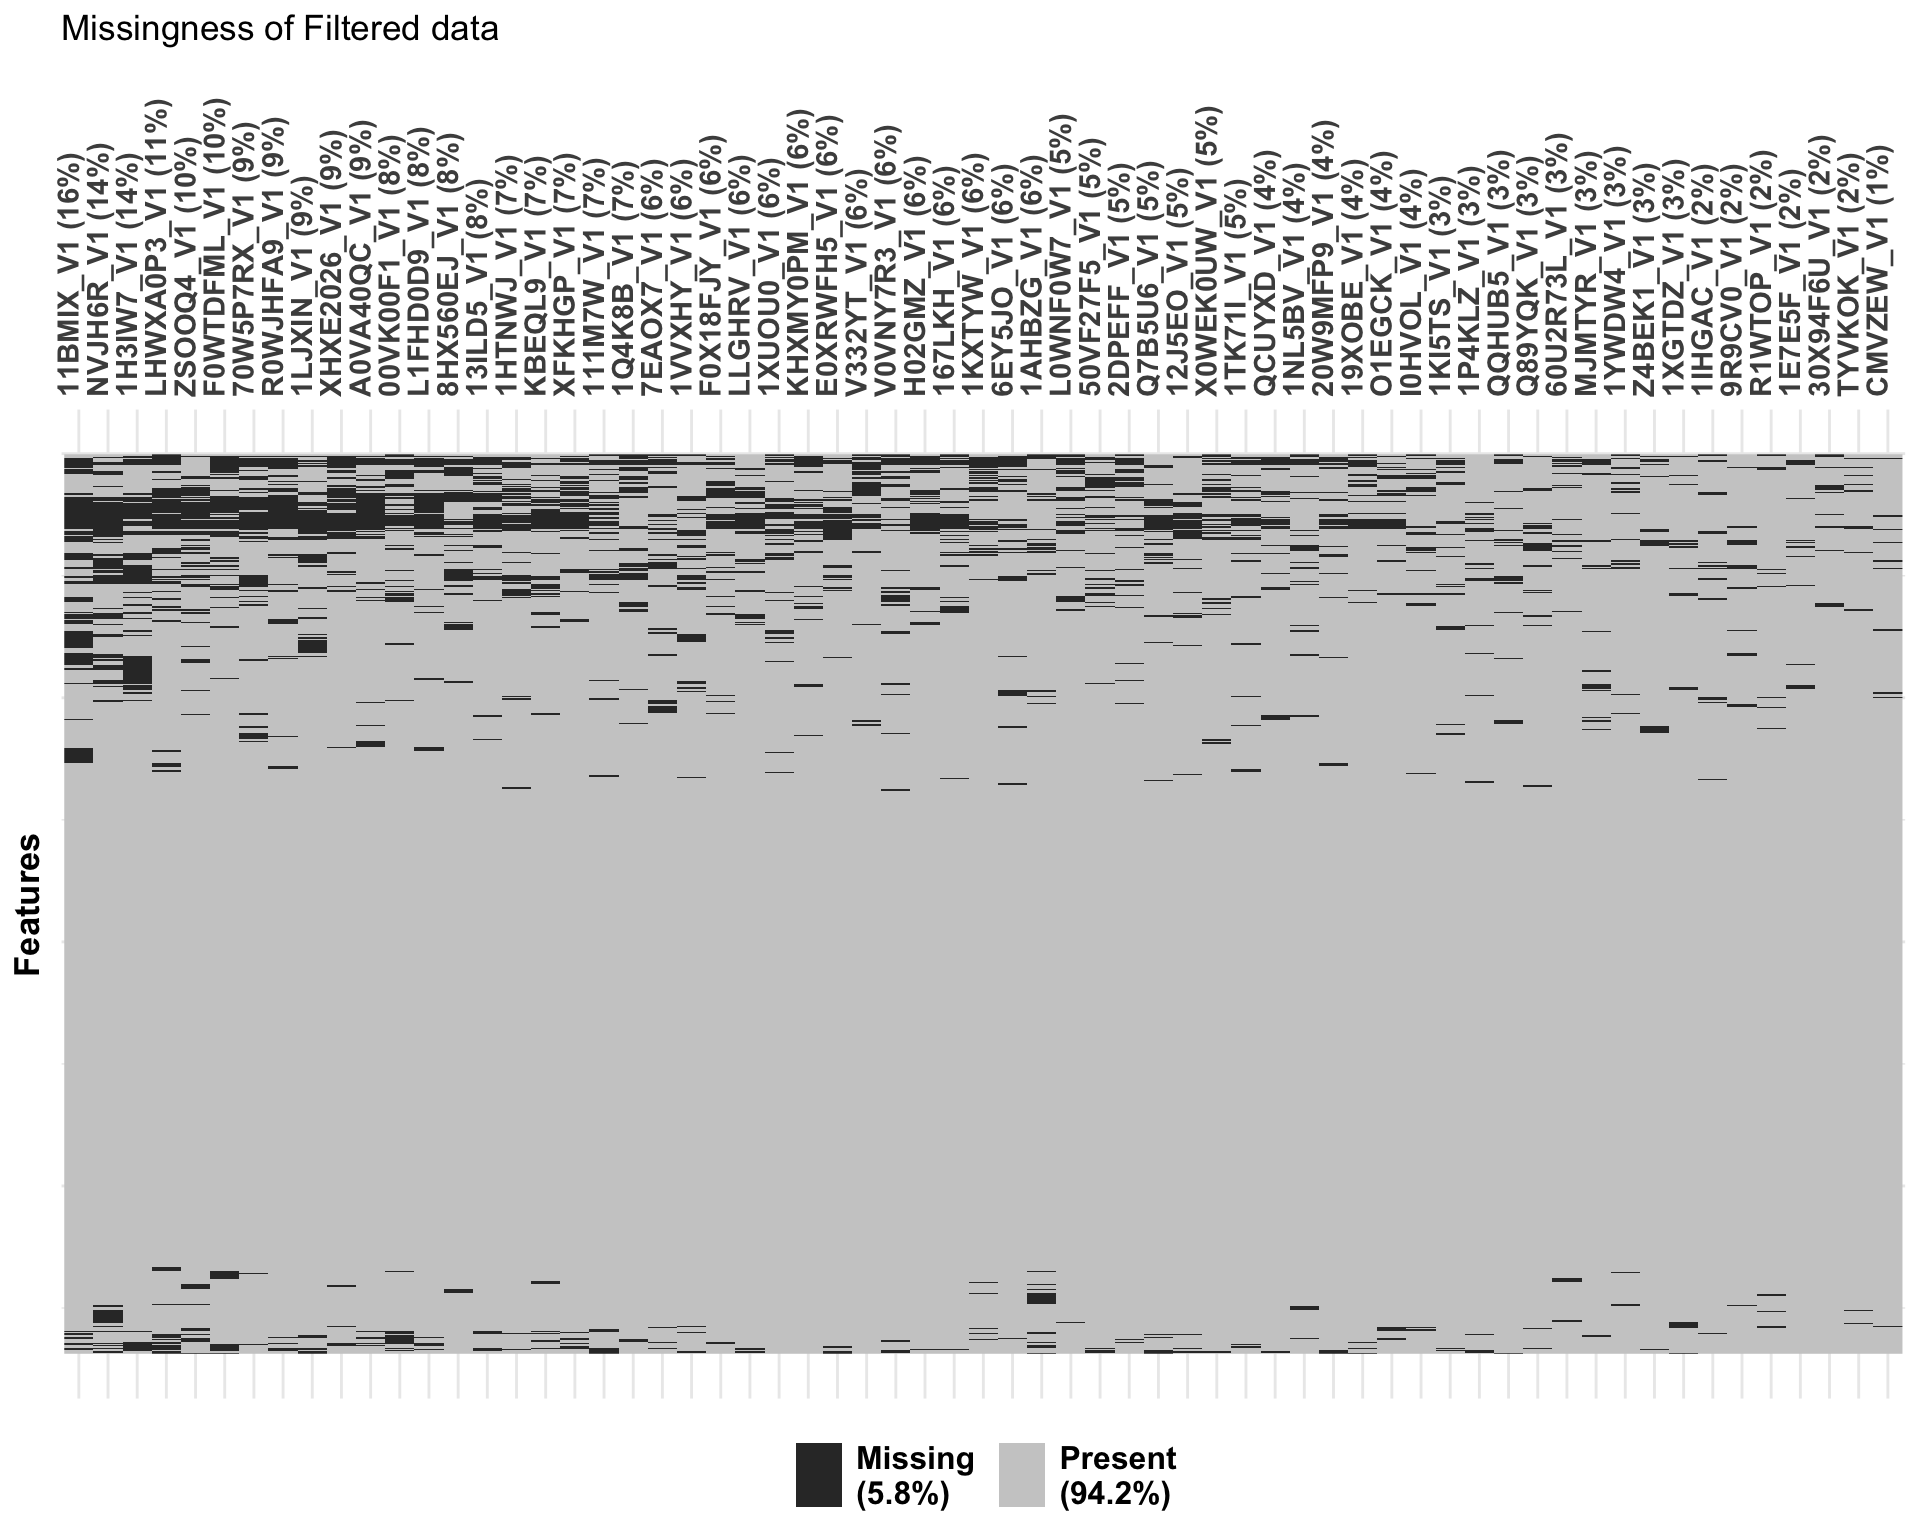 Missingness of Filtered data
11BMIX_V1 (16%)
NVJH6R_V1 (14%)
1H3IW7_V1 (14%)
LHWXA0P3_V1 (11%)
ZSOOQ4_V1 (10%)
F0WTDFML_V1 (10%)
70W5P7RX_V1 (9%)
R0WJHFA9_V1 (9%)
1LJXIN_V1 (9%)
XHXE2026_V1 (9%)
A0VA40QC_V1 (9%)
00VK00F1_V1 (8%)
L1FHD0D9_V1 (8%)
8HX560EJ_V1 (8%)
13ILD5_V1 (8%)
1HTNWJ_V1 (7%)
KBEQL9_V1 (7%)
XFKHGP_V1 (7%)
111M7W_V1 (7%)
1Q4K8B_V1 (7%)
7EAOX7_V1 (6%)
1VVXHY_V1 (6%)
F0X18FJY_V1 (6%)
LLGHRV_V1 (6%)
1XUOU0_V1 (6%)
KHXMY0PM_V1 (6%)
E0XRWFH5_V1 (6%)
V332YT_V1 (6%)
V0VNY7R3_V1 (6%)
H02GMZ_V1 (6%)
167LKH_V1 (6%)
1KXTYW_V1 (6%)
6EY5JO_V1 (6%)
1AHBZG_V1 (6%)
L0WNF0W7_V1 (5%)
50VF27F5_V1 (5%)
2DPEFF_V1 (5%)
Q7B5U6_V1 (5%)
12J5EO_V1 (5%)
X0WEK0UW_V1 (5%)
1TK71I_V1 (5%)
QCUYXD_V1 (4%)
1NL5BV_V1 (4%)
20W9MFP9_V1 (4%)
19XOBE_V1 (4%)
O1EGCK_V1 (4%)
I0HVOL_V1 (4%)
1KI5TS_V1 (3%)
1P4KLZ_V1 (3%)
QQHUB5_V1 (3%)
Q89YQK_V1 (3%)
60U2R73L_V1 (3%)
MJMTYR_V1 (3%)
1YWDW4_V1 (3%)
Z4BEK1_V1 (3%)
1XGTDZ_V1 (3%)
1IHGAC_V1 (2%)
9R9CV0_V1 (2%)
R1WTOP_V1 (2%)
1E7E5F_V1 (2%)
30X94F6U_V1 (2%)
TYVKOK_V1 (2%)
CMVZEW_V1 (1%)
Features
Missing
(5.8%)
Present
(94.2%)